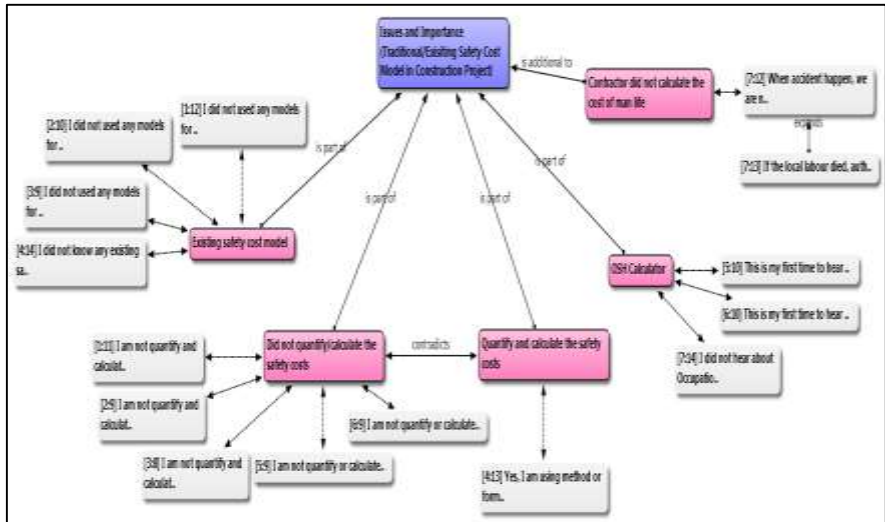 Issues and Importance
(Traditional/Exisiting Safety Cost
Model in Construction Project)
is additional to
Contractor did not calculate the
cost of man life
[7:12] When accident happen, we
are n...
expands
[7:13] If the local labour died, auth..
[1:12] I did not used any models
for ..
[2:10] I did not used any models
for ..
[3:9] I did not used any models
for ..
[4:14] I did not know any existing
sa..
Existing safety cost model
is part of
is part of
is part of
is part of
OSH Calculator
[5:10] This is my first time to hear ..
[6:10] This is my first time to hear ..
[7:14] I did not hear about
Occupatio..
Did not quantify/calculate the
safety costs
contradicts
Quantify and calculate the safety
costs
[1:11] I am not quantify and
calculat..
[2:9] I am not quantify and
calculat..
[3:8] I am not quantify and
calculat..
[5:9] I am not quantify or calculate..
[6:9] I am not quantify or calculate..
[4:13] Yes, I am using method or
form..